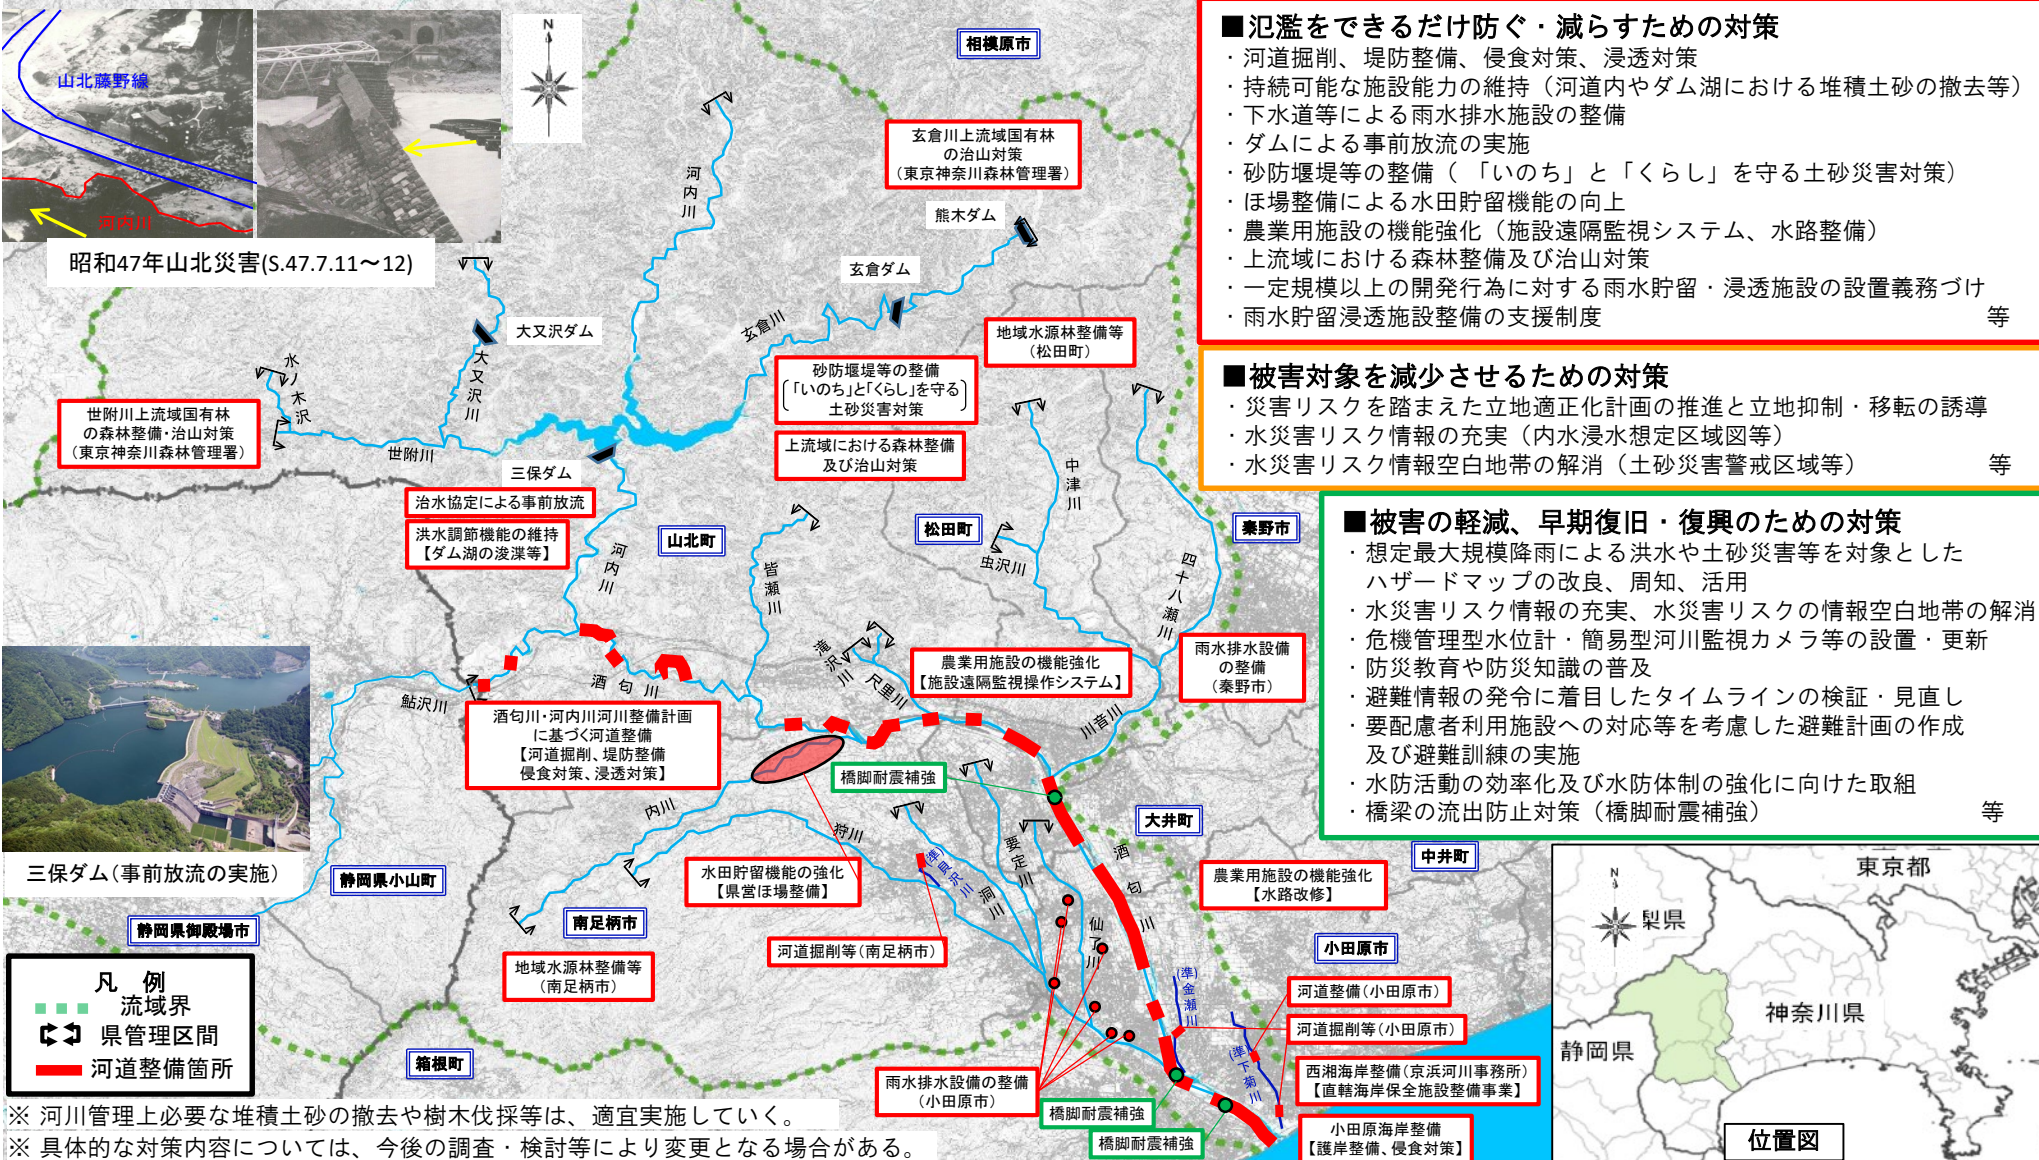 山北藤野線
河内川
昭和47年山北災害(S.47.7.11～12)
N
相模原市
■氾濫をできるだけ防ぐ・減らすための対策
・河道掘削、堤防整備、侵食対策、浸透対策
・持続可能な施設能力の維持（河道内やダム湖における堆積土砂の撤去等）
・下水道等による雨水排水施設の整備
・ダムによる事前放流の実施
・砂防堰堤等の整備（ 「いのち」と「くらし」を守る土砂災害対策）
・ほ場整備による水田貯留機能の向上
・農業用施設の機能強化（施設遠隔監視システム、水路整備）
・上流域における森林整備及び治山対策
・一定規模以上の開発行為に対する雨水貯留・浸透施設の設置義務づけ
・雨水貯留浸透施設整備の支援制度 等
■被害対象を減少させるための対策
・災害リスクを踏まえた立地適正化計画の推進と立地抑制・移転の誘導
・水災害リスク情報の充実（内水浸水想定区域図等）
・水災害リスク情報空白地帯の解消（土砂災害警戒区域等） 等
■被害の軽減、早期復旧・復興のための対策
・想定最大規模降雨による洪水や土砂災害等を対象とした
ハザードマップの改良、周知、活用
・水災害リスク情報の充実、水災害リスクの情報空白地帯の解消
・危機管理型水位計・簡易型河川監視カメラ等の設置・更新
・防災教育や防災知識の普及
・避難情報の発令に着目したタイムラインの検証・見直し
・要配慮者利用施設への対応等を考慮した避難計画の作成
及び避難訓練の実施
・水防活動の効率化及び水防体制の強化に向けた取組
・橋梁の流出防止対策（橋脚耐震補強） 等
玄倉川上流域国有林
の治山対策
(東京神奈川森林管理署)
河内川
熊木ダム
玄倉ダム
玄倉川
大又沢ダム
大又沢川
水ノ木沢
地域水源林整備等
(松田町)
砂防堰堤等の整備
「いのち」と「くらし」を守る
土砂災害対策
上流域における森林整備
及び治山対策
世附川上流域国有林
の森林整備・治山対策
(東京神奈川森林管理署)
世附川
三保ダム
治水協定による事前放流
洪水調節機能の維持
【ダム湖の浚渫等】
河内川
山北町
皆瀬川
松田町
中津川
虫沢川
四十八瀬川
秦野市
雨水排水設備
の整備
(秦野市)
滝沢川
尺里川
農業用施設の機能強化
【施設遠隔監視操作システム】
川音川
鮎沢川
酒匂川
酒匂川・河内川河川整備計画
に基づく河道整備
【河道掘削、堤防整備
侵食対策、浸透対策】
橋脚耐震補強
内川
狩川
三保ダム(事前放流の実施)
静岡県小山町
静岡県御殿場市
南足柄市
水田貯留機能の強化
【県営ほ場整備】
(準)貝沢川
洞川
要定川
仙了川
酒匂川
大井町
中井町
農業用施設の機能強化
【水路改修】
小田原市
河道掘削等(南足柄市)
地域水源林整備等
(南足柄市)
箱根町
雨水排水設備の整備
(小田原市)
(準)金瀬川
(準)下菊川
河道整備(小田原市)
河道掘削等(小田原市)
西湘海岸整備(京浜河川事務所)
【直轄海岸保全施設整備事業】
小田原海岸整備
【護岸整備、侵食対策】
橋脚耐震補強
橋脚耐震補強
凡 例
流域界
県管理区間
河道整備箇所
※ 河川管理上必要な堆積土砂の撤去や樹木伐採等は、適宜実施していく。
※ 具体的な対策内容については、今後の調査・検討等により変更となる場合がある。
N
東京都
梨県
神奈川県
静岡県
位置図